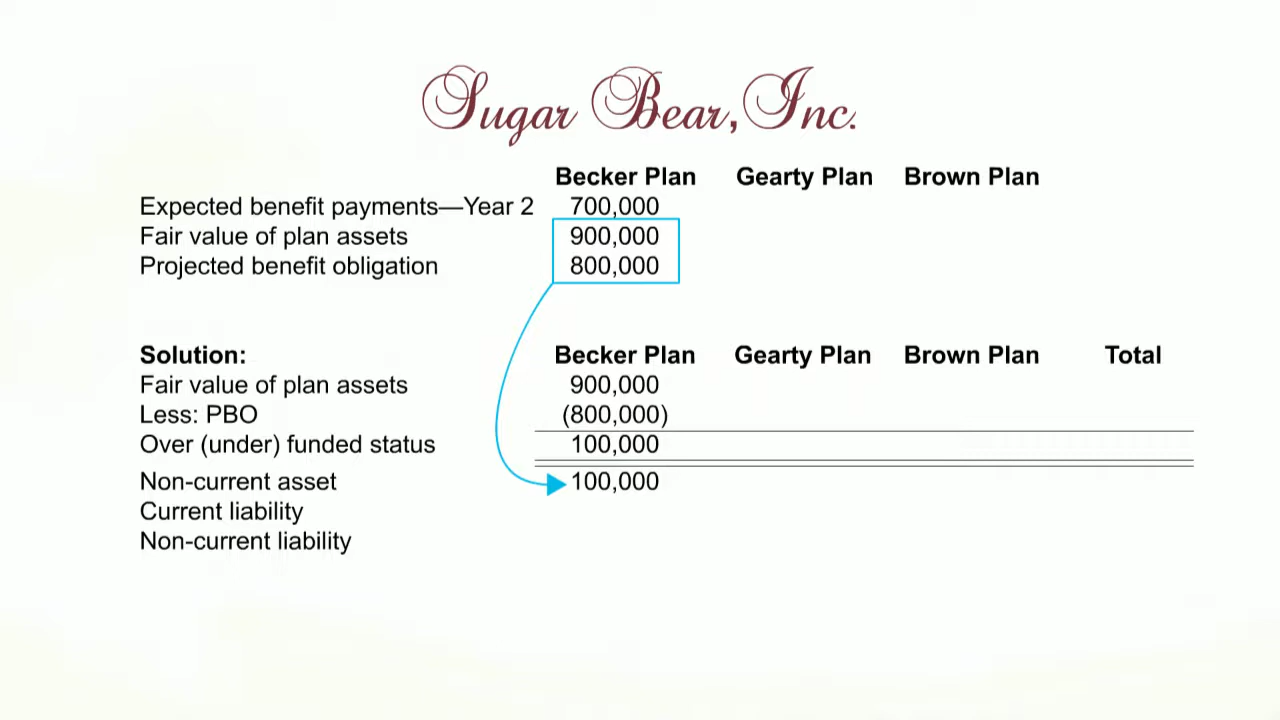 Sugar Bear, Inc.
Becker Plan Gearty Plan Brown Plan
Expected benefit payments—Year 2 700,000
Fair value of plan assets 900,000
Projected benefit obligation 800,000
Solution: Becker Plan Gearty Plan Brown Plan Total
Fair value of plan assets 900,000
Less: PBO (800,000)
Over (under) funded status 100,000
Non-current asset 100,000
Current liability
Non-current liability